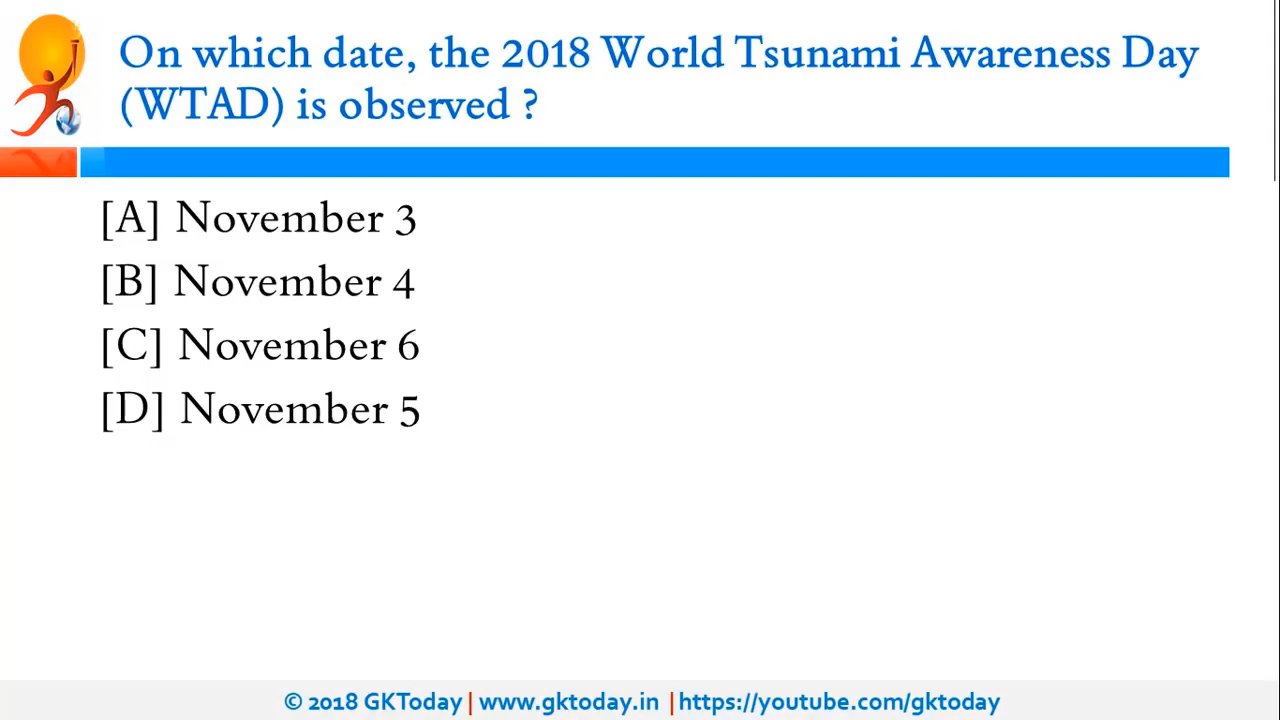 On which date, the 2018 World Tsunami Awareness Day
(WTAD) is observed ?
[A] November 3
[B] November 4
[C] November 6
[D] November 5
© 2018 GKToday | www.gktoday.in | https://youtube.com/gktoday